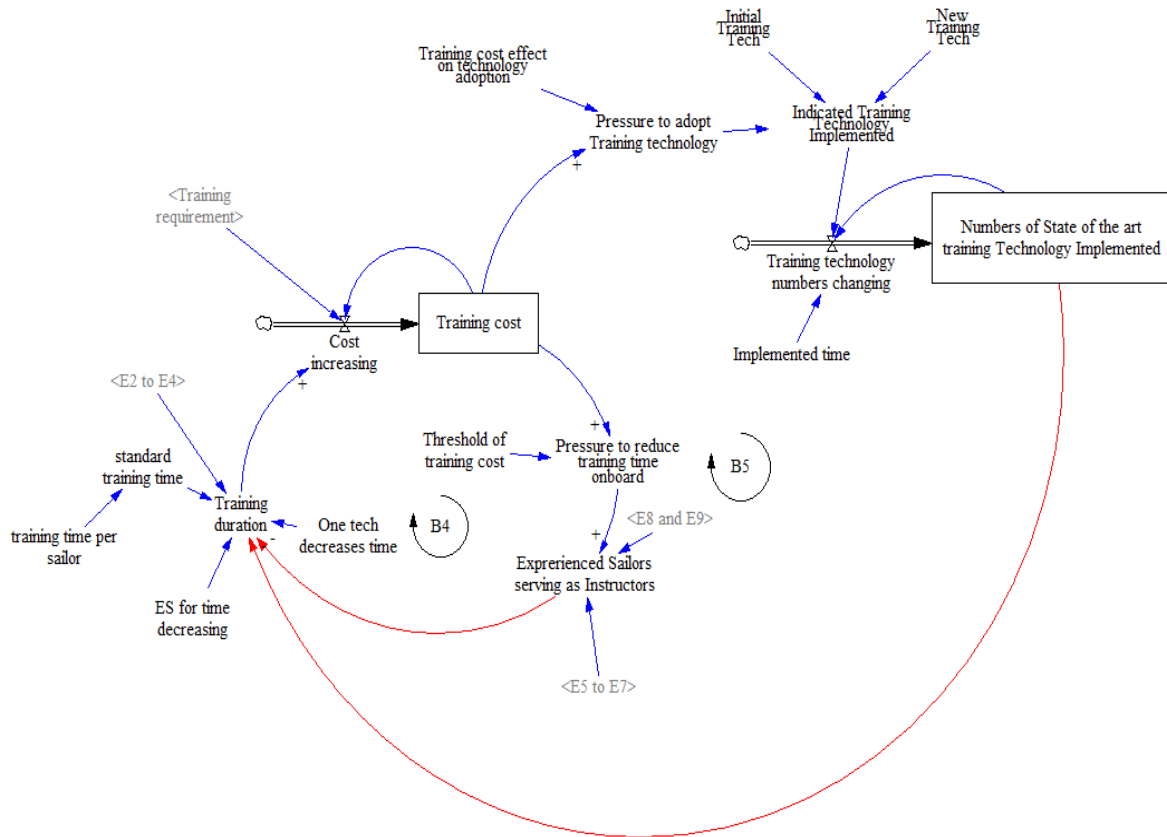 Initial
Training
Tech
New
Training
Tech
Training cost effect
on technology
adoption
Pressure to adopt
Training technology
Indicated Training
Technology
Implemented
+
<Training
requirement>
Numbers of State of the art
training Technology Implemented
Training technology
numbers changing
Training cost
Cost
increasing
Implemented time
+
<E2 to E4>
+
Threshold of
training cost
Pressure to reduce
training time
onboard
B5
standard
training time
Training
duration
-
One tech
decreases time
B4
<E8 and E9>
training time per
sailor
+
Exprerienced Sailors
serving as Instructors
ES for time
decreasing
<E5 to E7>